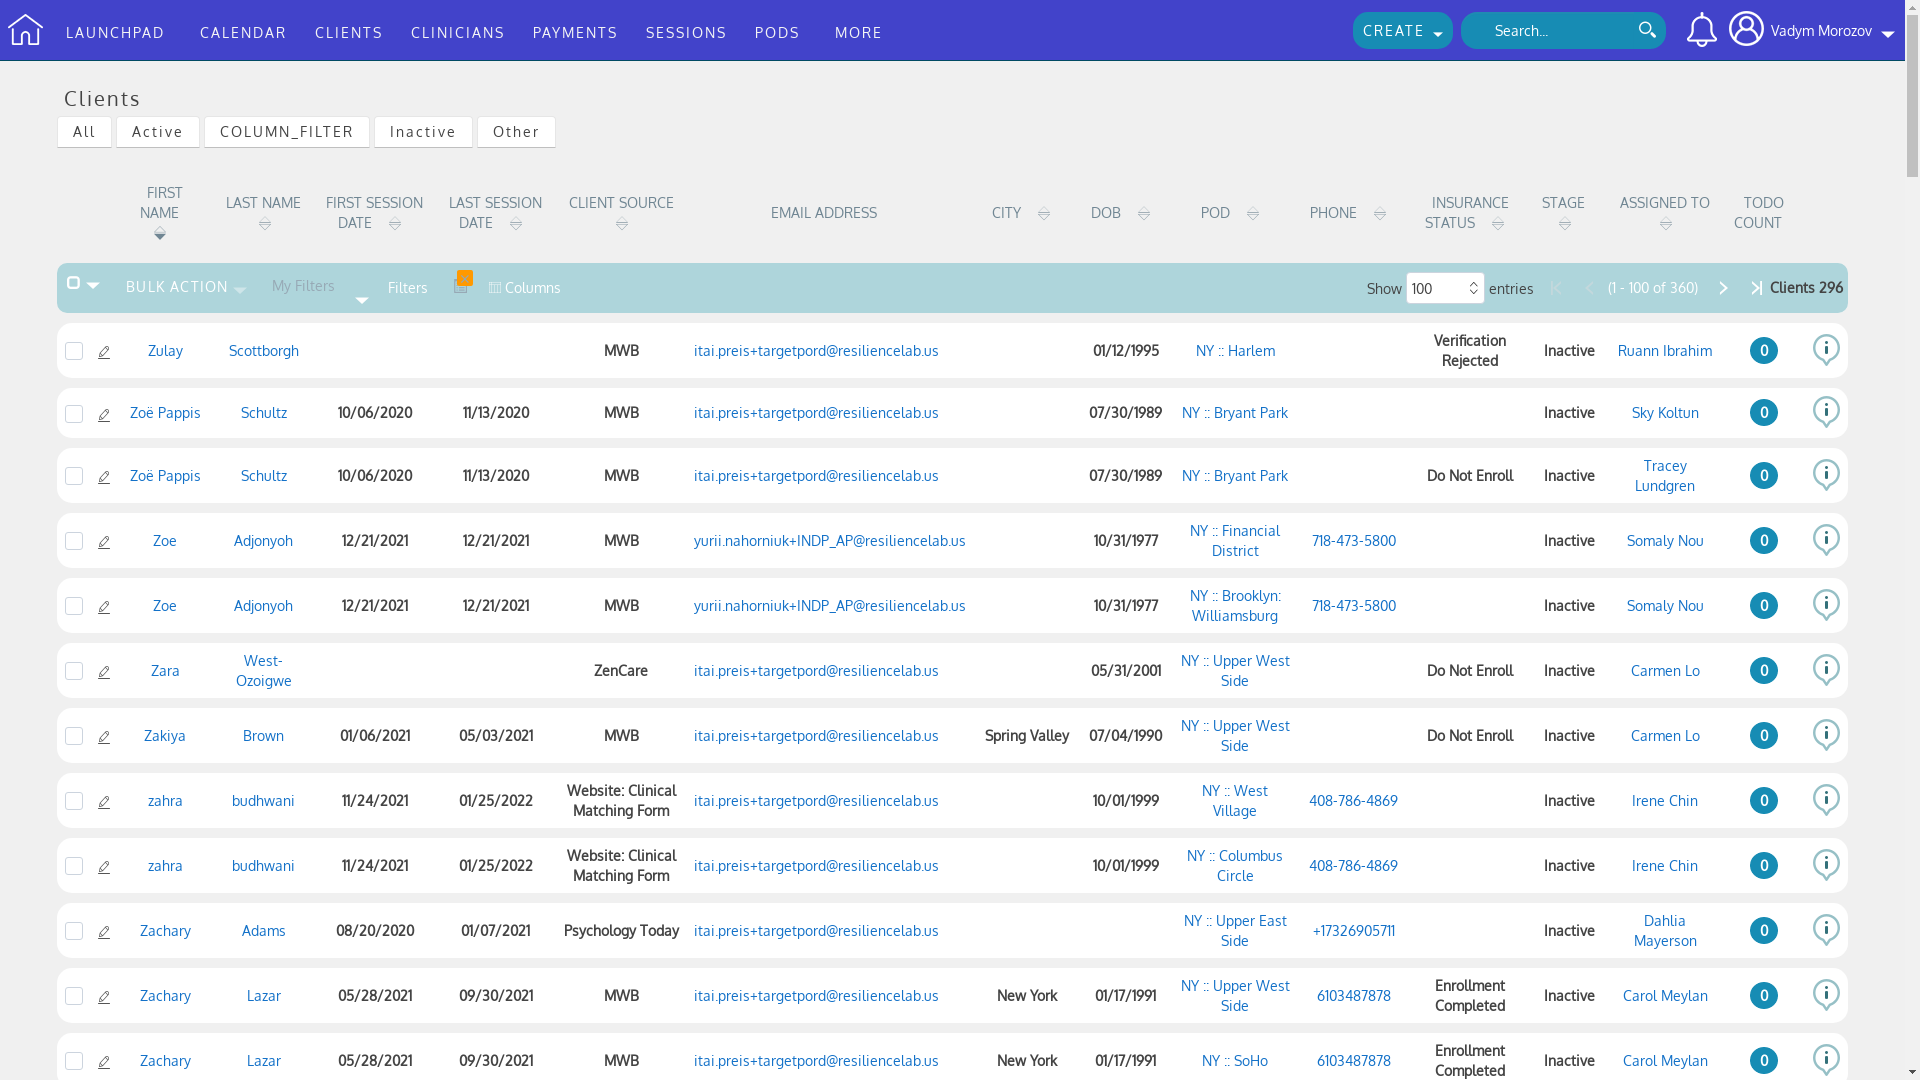 LAUNCHPAD CALENDAR CLIENTS CLINICIANS PAYMENTS SESSIONS PODS MORE CREATE Search... Vadym Morozov
Clients
All Active COLUMN_FILTER Inactive Other
FIRST NAME LAST NAME FIRST SESSION DATE LAST SESSION DATE CLIENT SOURCE EMAIL ADDRESS CITY DOB POD PHONE INSURANCE STATUS STAGE ASSIGNED TO TODO COUNT
BULK ACTION My Filters Filters Columns Show 100 entries (1 - 100 of 360) Clients 296
Zulay Scottborgh MWB itai.preis+targetpord@resiliencelab.us 01/12/1995 NY :: Harlem Verification Rejected Inactive Ruann Ibrahim 0
Zoë Pappis Schultz 10/06/2020 11/13/2020 MWB itai.preis+targetpord@resiliencelab.us 07/30/1989 NY :: Bryant Park Inactive Sky Koltun 0
Zoë Pappis Schultz 10/06/2020 11/13/2020 MWB itai.preis+targetpord@resiliencelab.us 07/30/1989 NY :: Bryant Park Do Not Enroll Inactive Tracey Lundgren 0
Zoe Adjonyoh 12/21/2021 12/21/2021 MWB yurii.nahorniuk+INDP_AP@resiliencelab.us 10/31/1977 NY :: Financial District 718-473-5800 Inactive Somaly Nou 0
Zoe Adjonyoh 12/21/2021 12/21/2021 MWB yurii.nahorniuk+INDP_AP@resiliencelab.us 10/31/1977 NY :: Brooklyn: Williamsburg 718-473-5800 Inactive Somaly Nou 0
Zara West-Ozoigwe ZenCare itai.preis+targetpord@resiliencelab.us 05/31/2001 NY :: Upper West Side Do Not Enroll Inactive Carmen Lo 0
Zakiya Brown 01/06/2021 05/03/2021 MWB itai.preis+targetpord@resiliencelab.us Spring Valley 07/04/1990 NY :: Upper West Side Do Not Enroll Inactive Carmen Lo 0
zahra budhwani 11/24/2021 01/25/2022 Website: Clinical Matching Form itai.preis+targetpord@resiliencelab.us 10/01/1999 NY :: West Village 408-786-4869 Inactive Irene Chin 0
zahra budhwani 11/24/2021 01/25/2022 Website: Clinical Matching Form itai.preis+targetpord@resiliencelab.us 10/01/1999 NY :: Columbus Circle 408-786-4869 Inactive Irene Chin 0
Zachary Adams 08/20/2020 01/07/2021 Psychology Today itai.preis+targetpord@resiliencelab.us NY :: Upper East Side +17326905711 Inactive Dahlia Mayerson 0
Zachary Lazar 05/28/2021 09/30/2021 MWB itai.preis+targetpord@resiliencelab.us New York 01/17/1991 NY :: Upper West Side 6103487878 Enrollment Completed Inactive Carol Meylan 0
Zachary Lazar 05/28/2021 09/30/2021 MWB itai.preis+targetpord@resiliencelab.us New York 01/17/1991 NY :: SoHo 6103487878 Enrollment Completed Inactive Carol Meylan 0